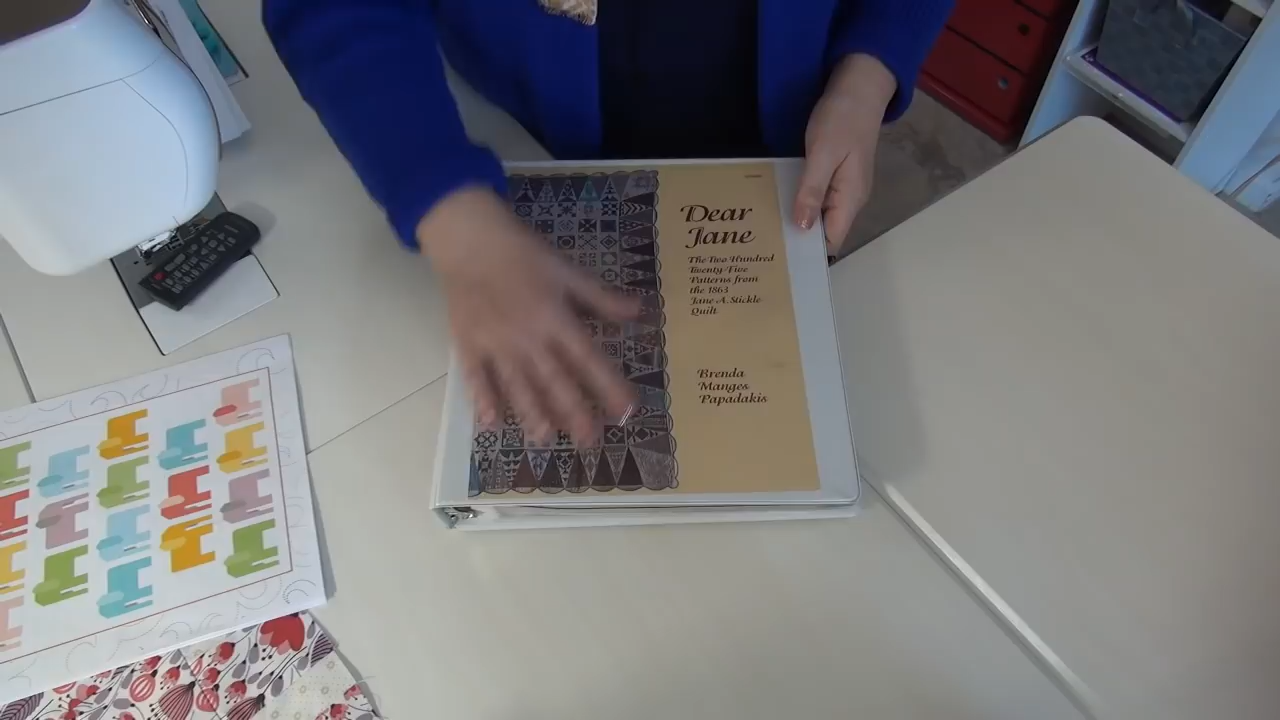 Dear
Jane
The Two Hundred
Twenty-Five
Patterns from
the 1863
Jane A. Stickle
Quilt
Brenda
Manges
Papadakis